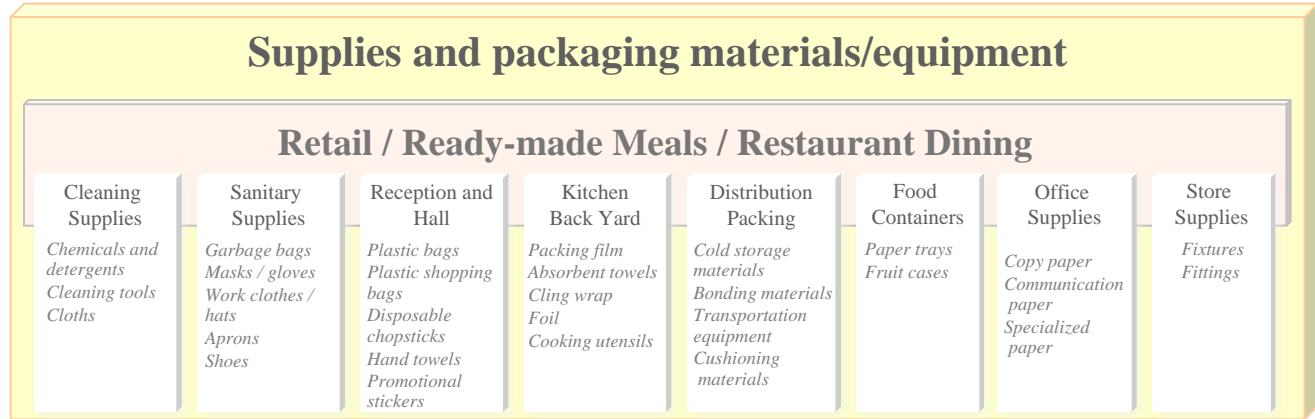 Supplies and packaging materials/equipment
Retail / Ready-made Meals / Restaurant Dining
Cleaning
Supplies
Chemicals and
detergents
Cleaning tools
Cloths
Sanitary
Supplies
Garbage bags
Masks / gloves
Work clothes /
hats
Aprons
Shoes
Reception and
Hall
Plastic bags
Plastic shopping
bags
Disposable
chopsticks
Hand towels
Promotional
stickers
Kitchen
Back Yard
Packing film
Absorbent towels
Cling wrap
Foil
Cooking utensils
Distribution
Packing
Cold storage
materials
Bonding materials
Transportation
equipment
Cushioning
materials
Food
Containers
Paper trays
Fruit cases
Office
Supplies
Copy paper
Communication
paper
Specialized
paper
Store
Supplies
Fixtures
Fittings